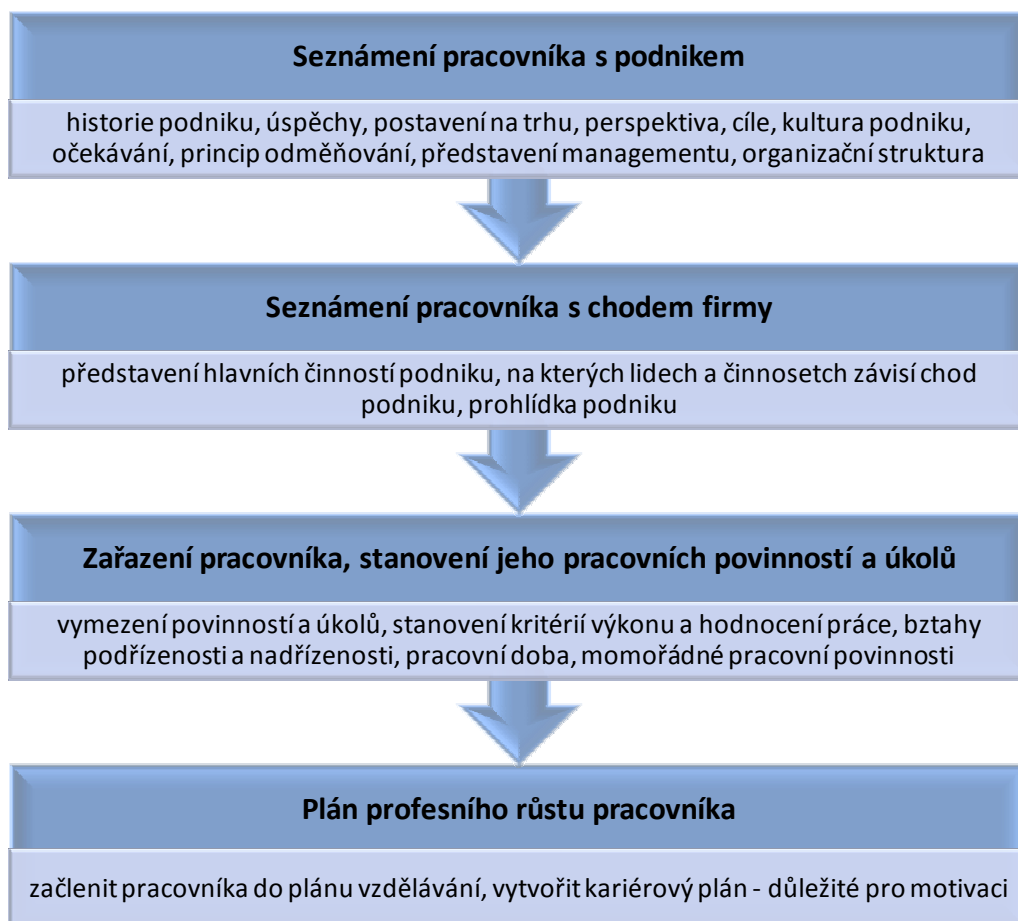 Seznámení pracovníka s podnikem
historie podniku, úspěchy, postavení na trhu, perspektiva, cíle, kultura podniku,
očekávání, princip odměňování, představení managementu, organizační struktura
Seznámení pracovníka s chodem firmy
představení hlavních činností podniku, na kterých lidech a činnosetch závisí chod
podniku, prohlídka podniku
Zařazení pracovníka, stanovení jeho pracovních povinností a úkolů
vymezení povinností a úkolů, stanovení kritérií výkonu a hodnocení práce, bztahy
podřízenosti a nadřízenosti, pracovní doba, momořádné pracovní povinnosti
Plán profesního růstu pracovníka
začlenit pracovníka do plánu vzdělávání, vytvořit kariérový plán - důležité pro motivaci